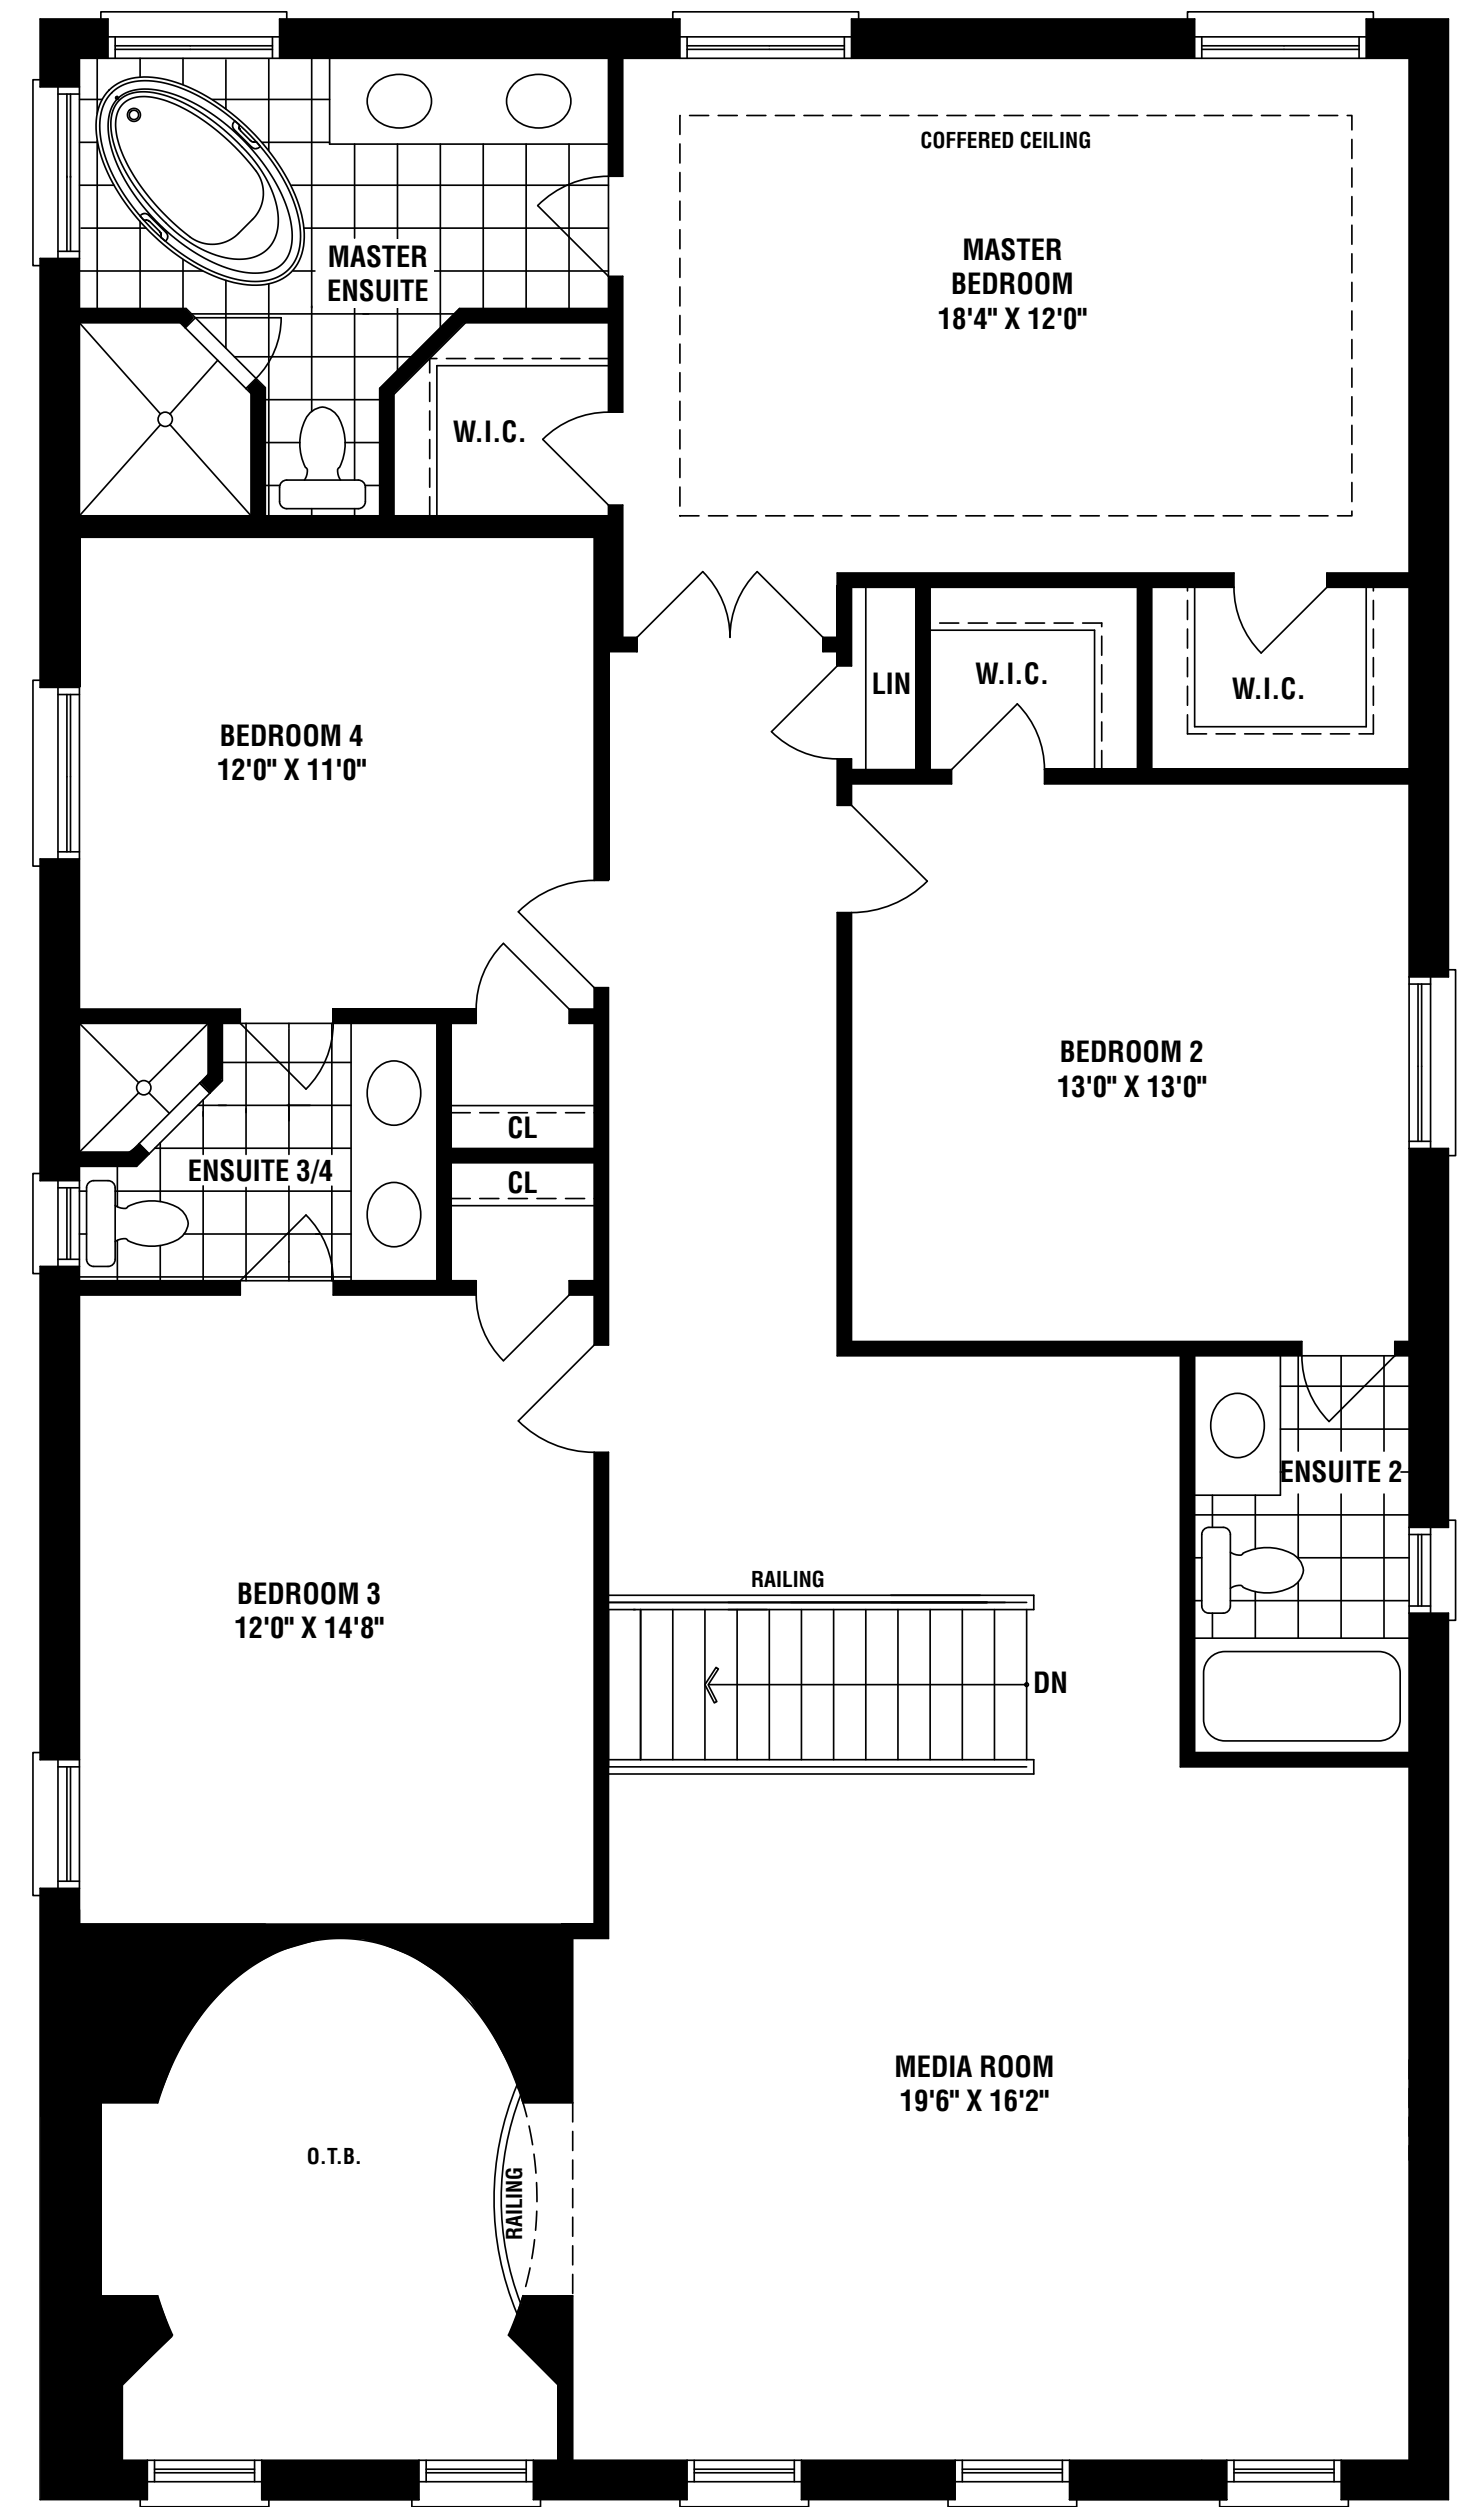 COFFERED CEILING
MASTER
ENSUITE
MASTER
BEDROOM
18'4" X 12'0"
W.I.C.
LIN
W.I.C.
W.I.C.
BEDROOM 4
12'0" X 11'0"
BEDROOM 2
13'0" X 13'0"
CL
ENSUITE 3/4
CL
ENSUITE 2
RAILING
BEDROOM 3
12'0" X 14'8"
DN
MEDIA ROOM
19'6" X 16'2"
O.T.B.
RAILING